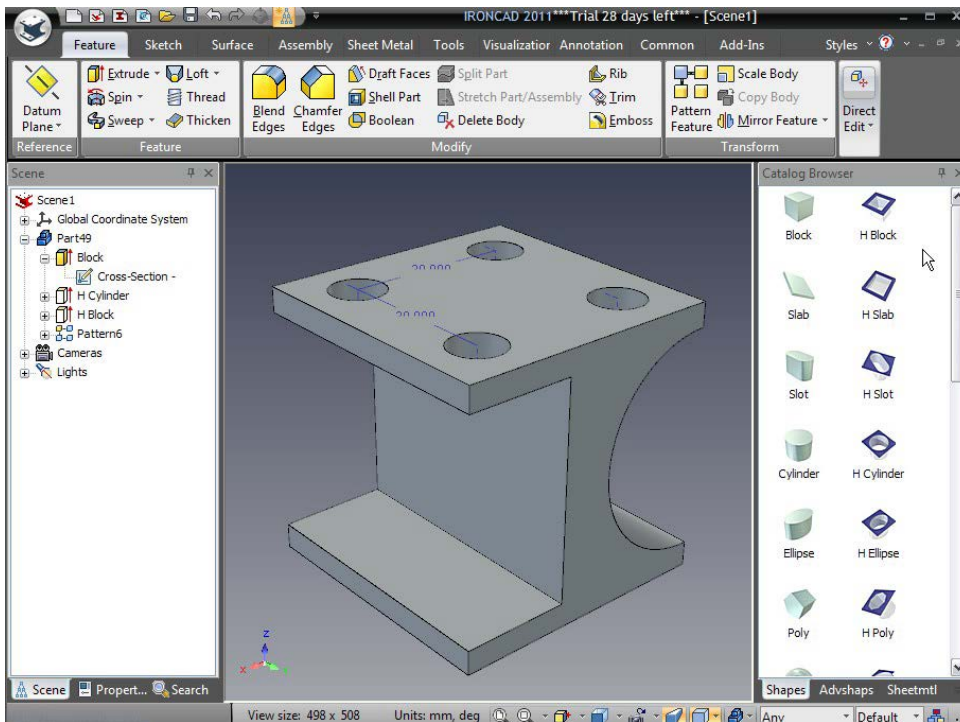 IRONCAD 2011***Trial 28 days left*** - [Scene1]
Feature Sketch Surface Assembly Sheet Metal Tools Visualization Annotation Common Add-Ins Styles
Extrude Loft Draft Faces Split Part Rib Scale Body
Spin Thread Shell Part Stretch Part/Assembly Trim Copy Body
Sweep Thicken Boolean Delete Body Emboss Mirror Feature
Datum Plane Blend Edges Chamfer Edges Pattern Feature Direct Edit
Reference Feature Modify Transform
Scene
Catalog Browser
Scene1
Global Coordinate System
Part49
Block
Cross-Section -
H Cylinder
H Block
Pattern6
Cameras
Lights
20.000
20.000
z
x
Block H Block
Slab H Slab
Slot H Slot
Cylinder H Cylinder
Ellipse H Ellipse
Poly H Poly
Scene Propert... Search
Shapes Advshaps Sheetmtl
View size: 498 x 508 Units: mm, deg Any Default